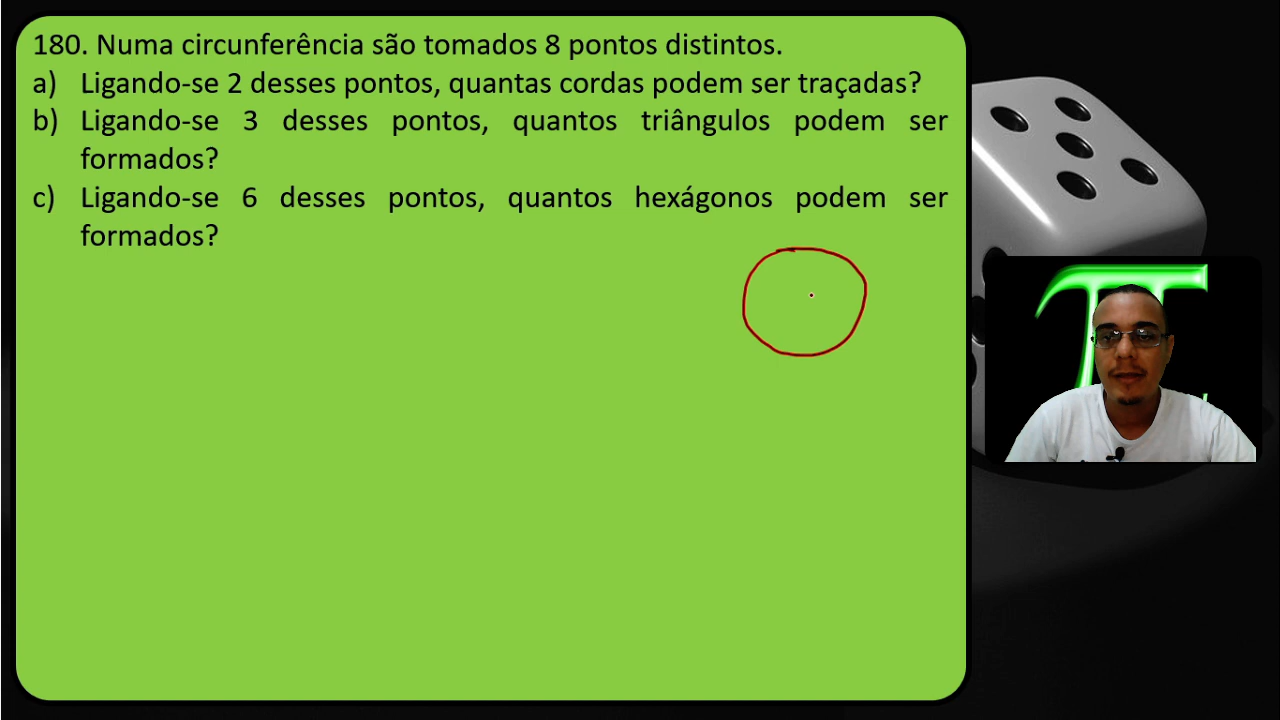 180. Numa circunferência são tomados 8 pontos distintos.
a) Ligando-se 2 desses pontos, quantas cordas podem ser traçadas?
b) Ligando-se 3 desses pontos, quantos triângulos podem ser
formados?
c) Ligando-se 6 desses pontos, quantos hexágonos podem ser
formados?